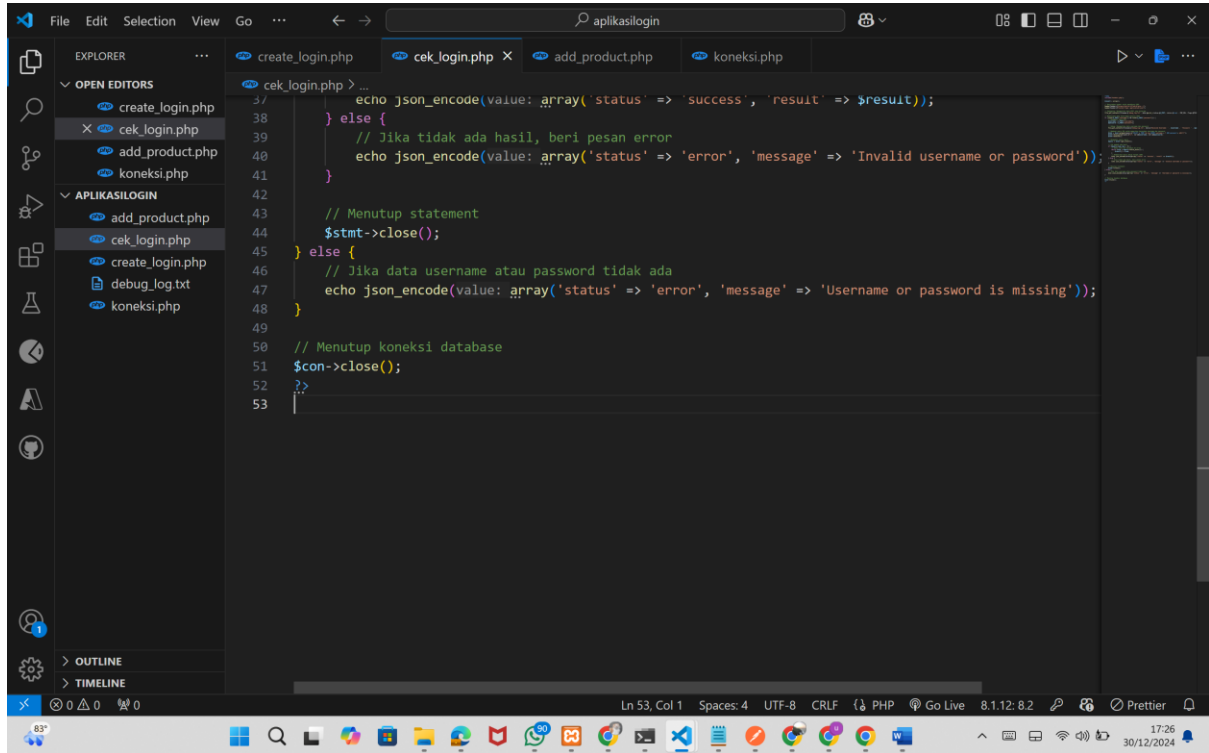 File Edit Selection View Go ··· aplikasilogin
EXPLORER ···
OPEN EDITORS
create_login.php
cek_login.php
add_product.php
koneksi.php
APLIKASILOGIN
add_product.php
cek_login.php
create_login.php
debug_log.txt
koneksi.php
OUTLINE
TIMELINE
create_login.php cek_login.php add_product.php koneksi.php
cek_login.php > ...
37 echo json_encode(value: array('status' => 'success', 'result' => $result));
38 } else {
39 // Jika tidak ada hasil, beri pesan error
40 echo json_encode(value: array('status' => 'error', 'message' => 'Invalid username or password'));
41 }
42
43 // Menutup statement
44 $stmt->close();
45 } else {
46 // Jika data username atau password tidak ada
47 echo json_encode(value: array('status' => 'error', 'message' => 'Username or password is missing'));
48 }
49
50 // Menutup koneksi database
51 $con->close();
52 ?>
53
1
0 0 0 Ln 53, Col 1 Spaces: 4 UTF-8 CRLF PHP Go Live 8.1.12: 8.2 Prettier
83° 90 17:26
30/12/2024